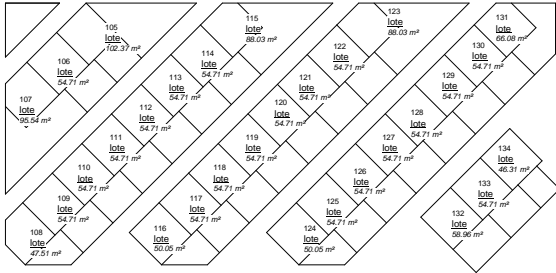 105
lote
102.37 m²
106
lote
54.71 m²
107
lote
95.54 m²
115
lote
88.03 m²
114
lote
54.71 m²
113
lote
54.71 m²
112
lote
54.71 m²
111
lote
54.71 m²
110
lote
54.71 m²
109
lote
54.71 m²
108
lote
47.51 m²
123
lote
88.03 m²
122
lote
54.71 m²
121
lote
54.71 m²
120
lote
54.71 m²
119
lote
54.71 m²
118
lote
54.71 m²
117
lote
54.71 m²
116
lote
50.05 m²
131
lote
66.08 m²
130
lote
54.71 m²
129
lote
54.71 m²
128
lote
54.71 m²
127
lote
54.71 m²
126
lote
54.71 m²
125
lote
54.71 m²
124
lote
50.05 m²
134
lote
46.31 m²
133
lote
54.71 m²
132
lote
58.96 m²